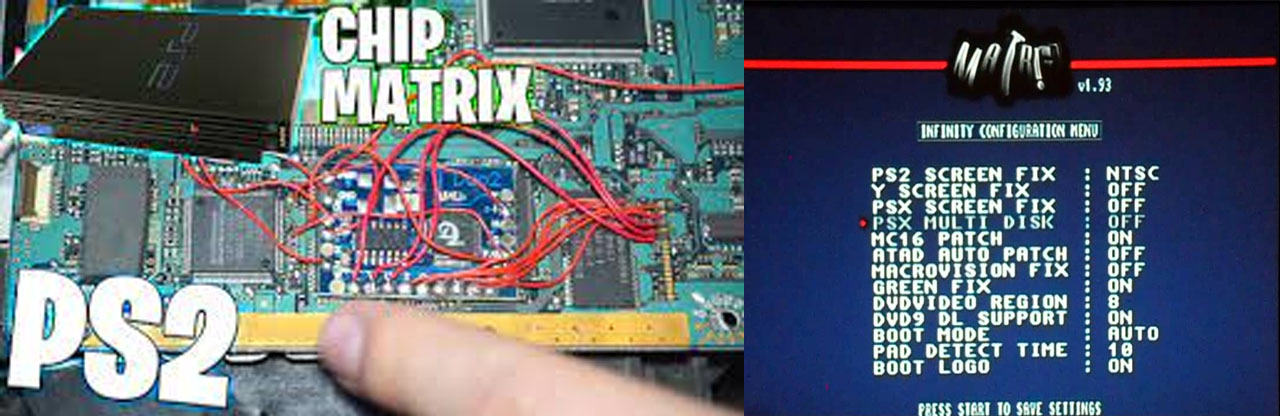 CHIP
MATRIX
PS2
MATRIX
v1.93
INFINITY CONFIGURATION MENU
PS2 SCREEN FIX : NTSC
Y SCREEN FIX : OFF
PSX SCREEN FIX : OFF
PSX MULTI DISK : OFF
MC16 PATCH : ON
ATAD AUTO PATCH : OFF
MACROVISION FIX : OFF
GREEN FIX : ON
DVDVIDEO REGION : 8
DVD9 DL SUPPORT : ON
BOOT MODE : AUTO
PAD DETECT TIME : 10
BOOT LOGO : ON
PRESS START TO SAVE SETTINGS